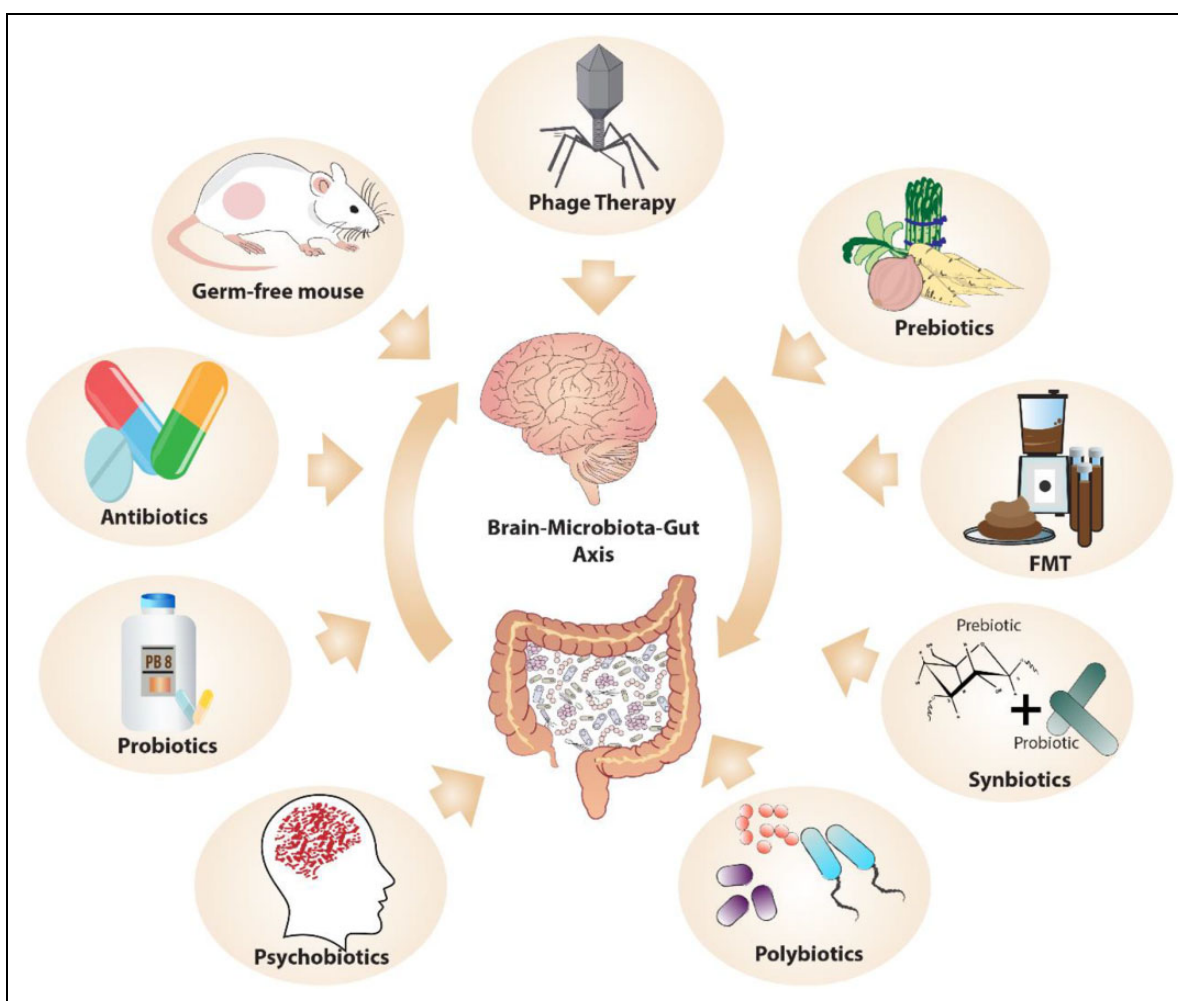 Phage Therapy
Germ-free mouse
Prebiotics
Antibiotics
Brain-Microbiota-Gut
Axis
FMT
PB 8
Probiotics
Prebiotic
+
Probiotic
Synbiotics
Psychobiotics
Polybiotics